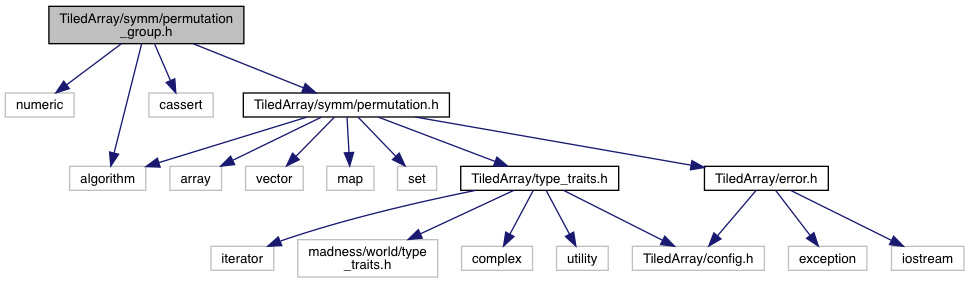 TiledArray/symm/permutation
_group.h
numeric
cassert
TiledArray/symm/permutation.h
algorithm
array
vector
map
set
TiledArray/type_traits.h
TiledArray/error.h
iterator
madness/world/type
_traits.h
complex
utility
TiledArray/config.h
exception
iostream